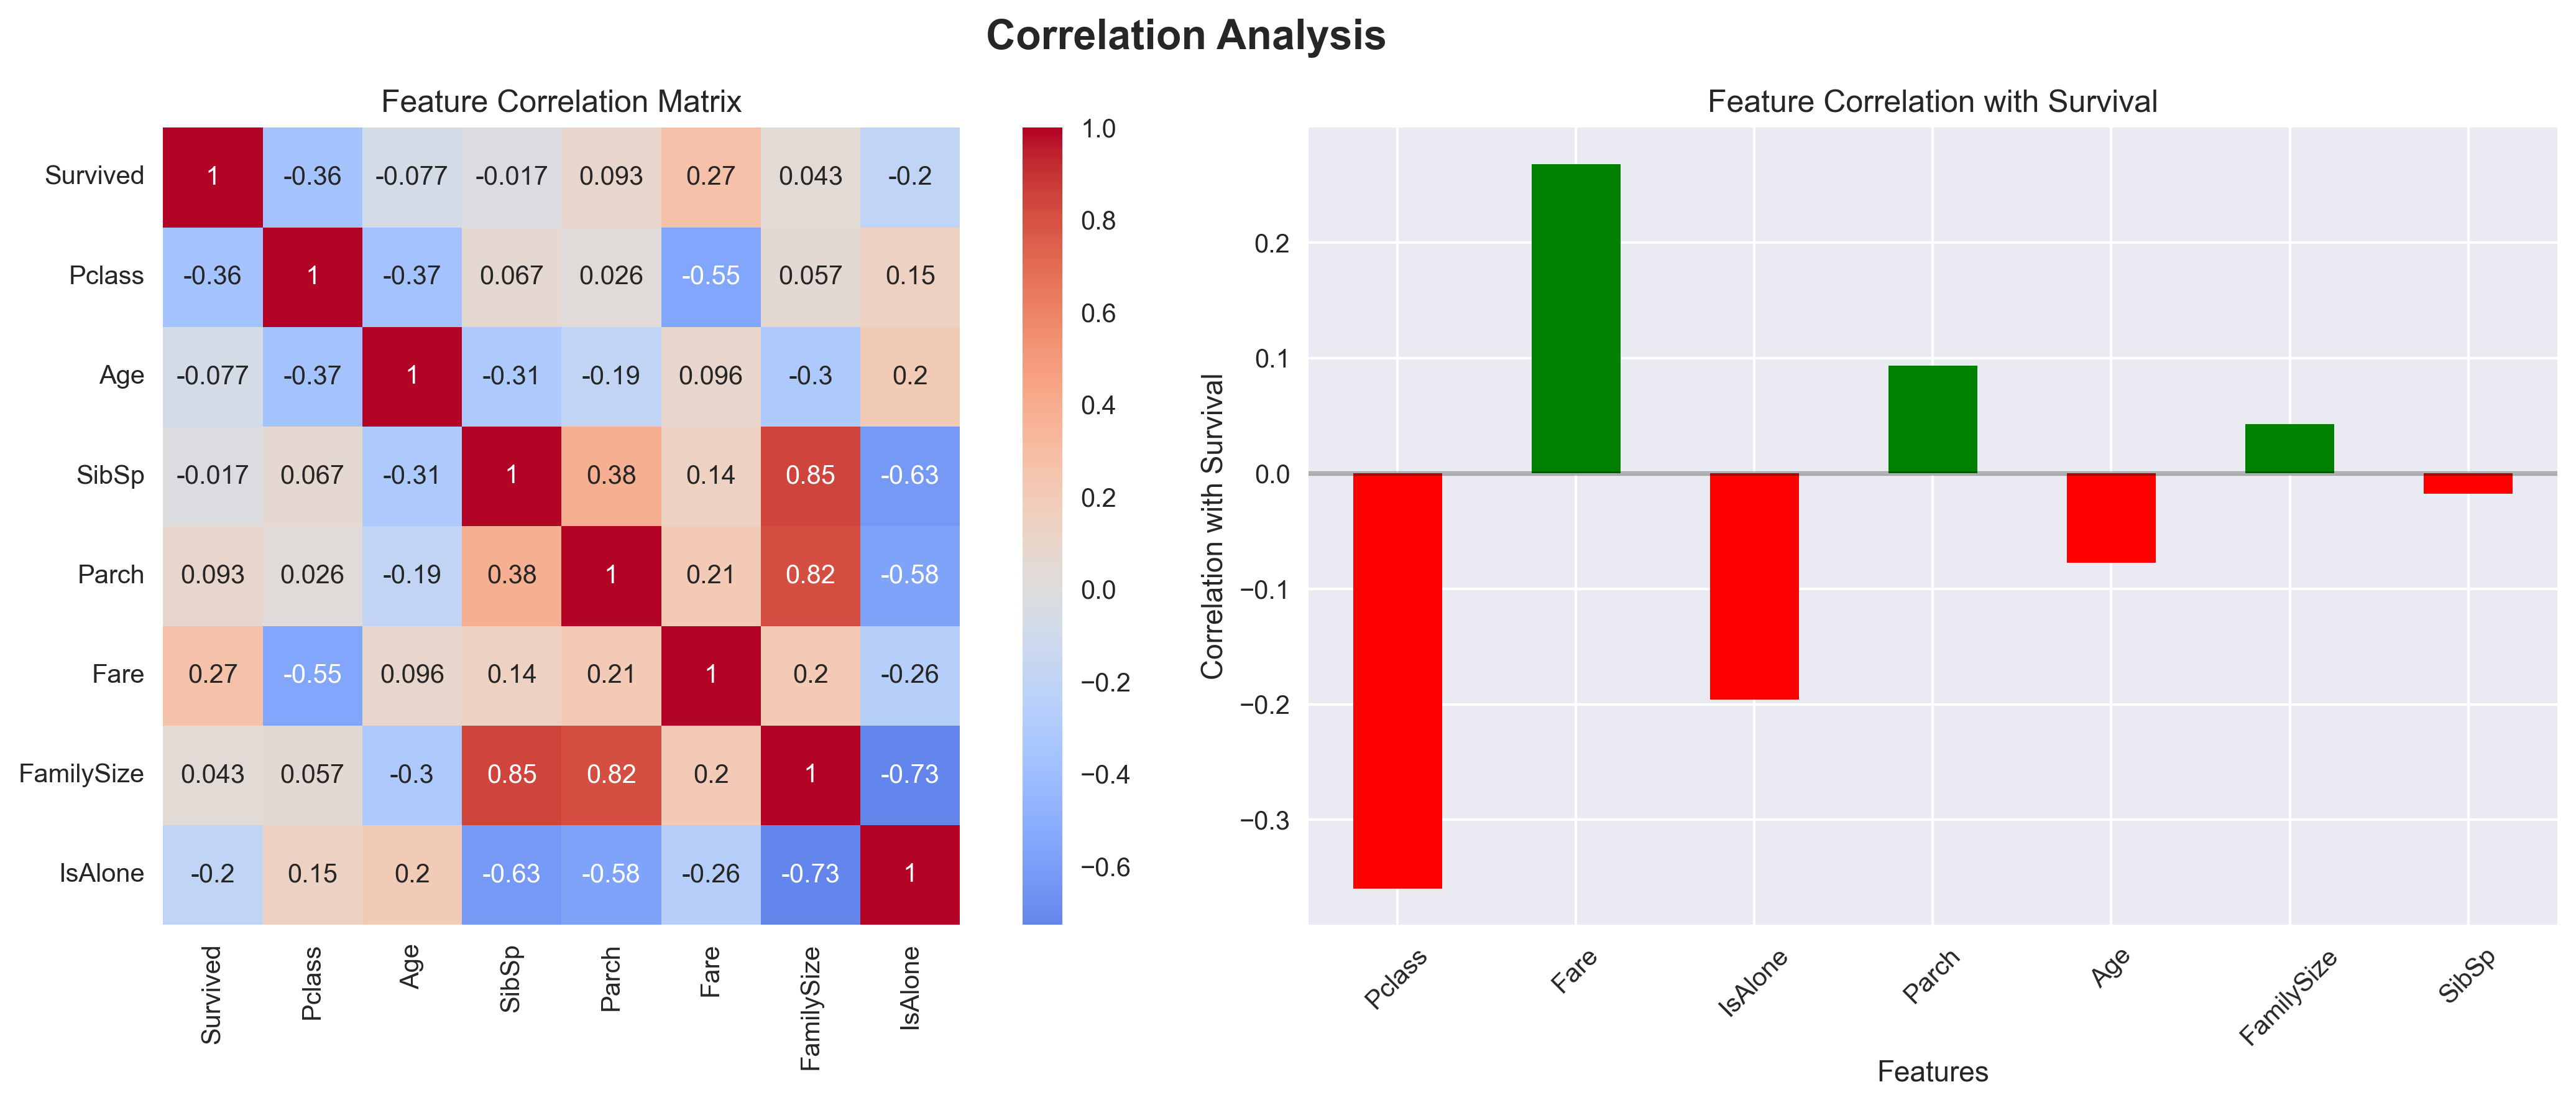 Correlation Analysis
Feature Correlation Matrix
Survived 1 -0.36 -0.077 -0.017 0.093 0.27 0.043 -0.2
Pclass -0.36 1 -0.37 0.067 0.026 -0.55 0.057 0.15
Age -0.077 -0.37 1 -0.31 -0.19 0.096 -0.3 0.2
SibSp -0.017 0.067 -0.31 1 0.38 0.14 0.85 -0.63
Parch 0.093 0.026 -0.19 0.38 1 0.21 0.82 -0.58
Fare 0.27 -0.55 0.096 0.14 0.21 1 0.2 -0.26
FamilySize 0.043 0.057 -0.3 0.85 0.82 0.2 1 -0.73
IsAlone -0.2 0.15 0.2 -0.63 -0.58 -0.26 -0.73 1
Survived Pclass Age SibSp Parch Fare FamilySize IsAlone
1.0
0.8
0.6
0.4
0.2
0.0
−0.2
−0.4
−0.6
Feature Correlation with Survival
Correlation with Survival
0.2
0.1
0.0
−0.1
−0.2
−0.3
Pclass Fare IsAlone Parch Age FamilySize SibSp
Features